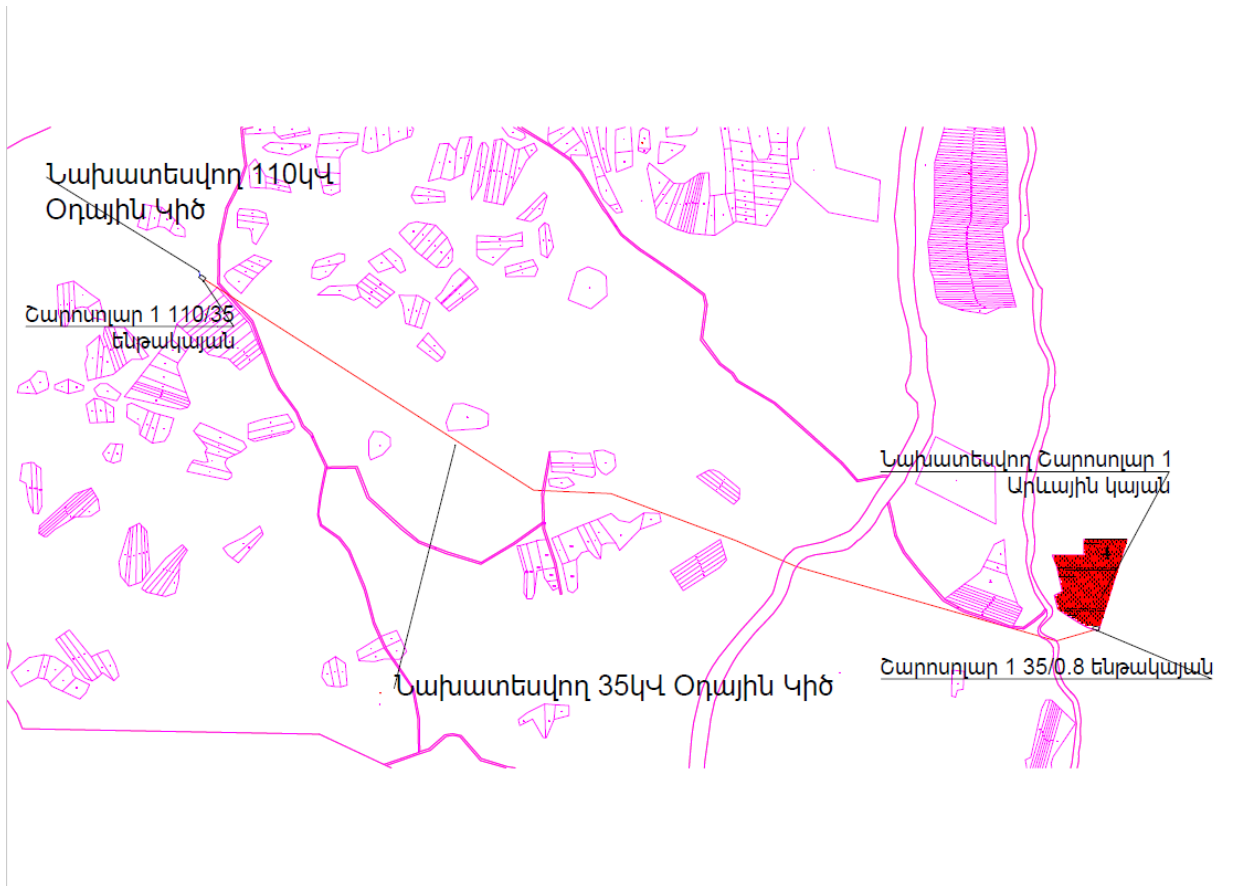 Նախատեսվող 110կՎ
Օդային Կիծ
Շարոսոլար 1 110/35
ենթակայան
Նախատեսվող Շարոսոլար 1
Արևային կայան
Շարոսոլար 1 35/0.8 ենթակայան
Նախատեսվող 35կՎ Օդային Կիծ